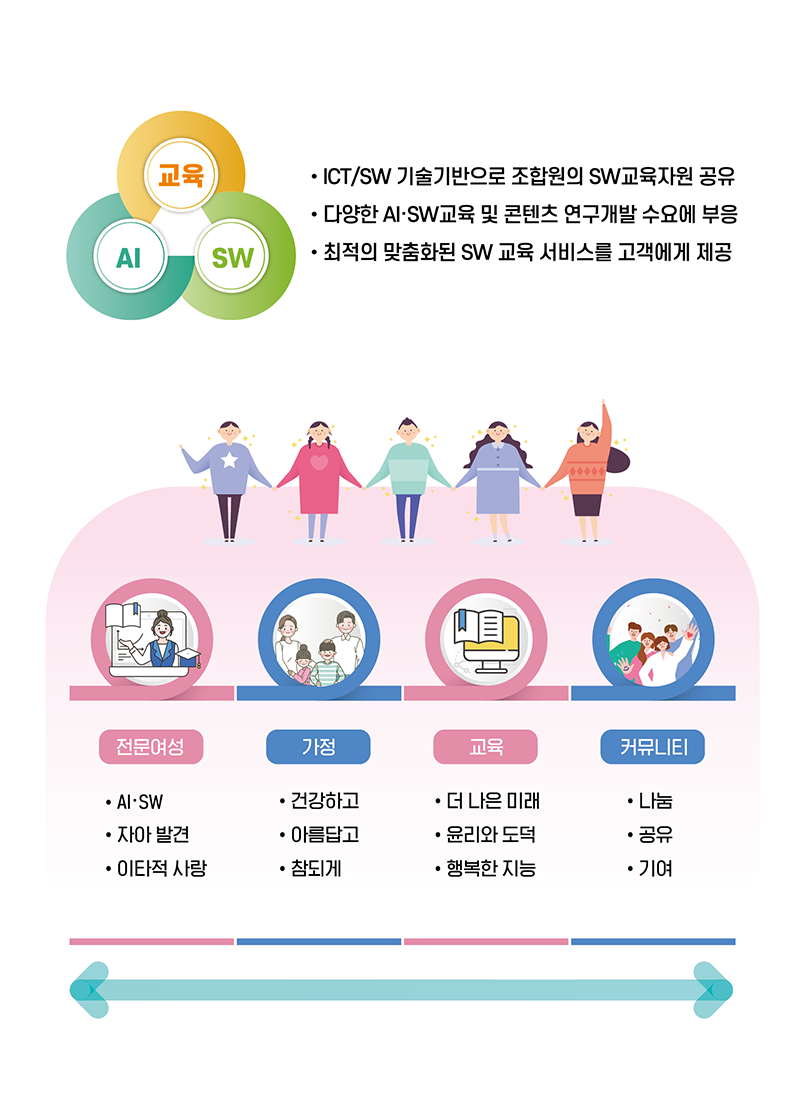 교육
AI
SW
• ICT/SW 기술기반으로 조합원의 SW교육자원 공유
• 다양한 AI·SW교육 및 콘텐츠 연구개발 수요에 부응
• 최적의 맞춤화된 SW 교육 서비스를 고객에게 제공
전문여성
• AI·SW
• 자아 발견
• 이타적 사랑
가정
• 건강하고
• 아름답고
• 참되게
교육
• 더 나은 미래
• 윤리와 도덕
• 행복한 지능
커뮤니티
• 나눔
• 공유
• 기여